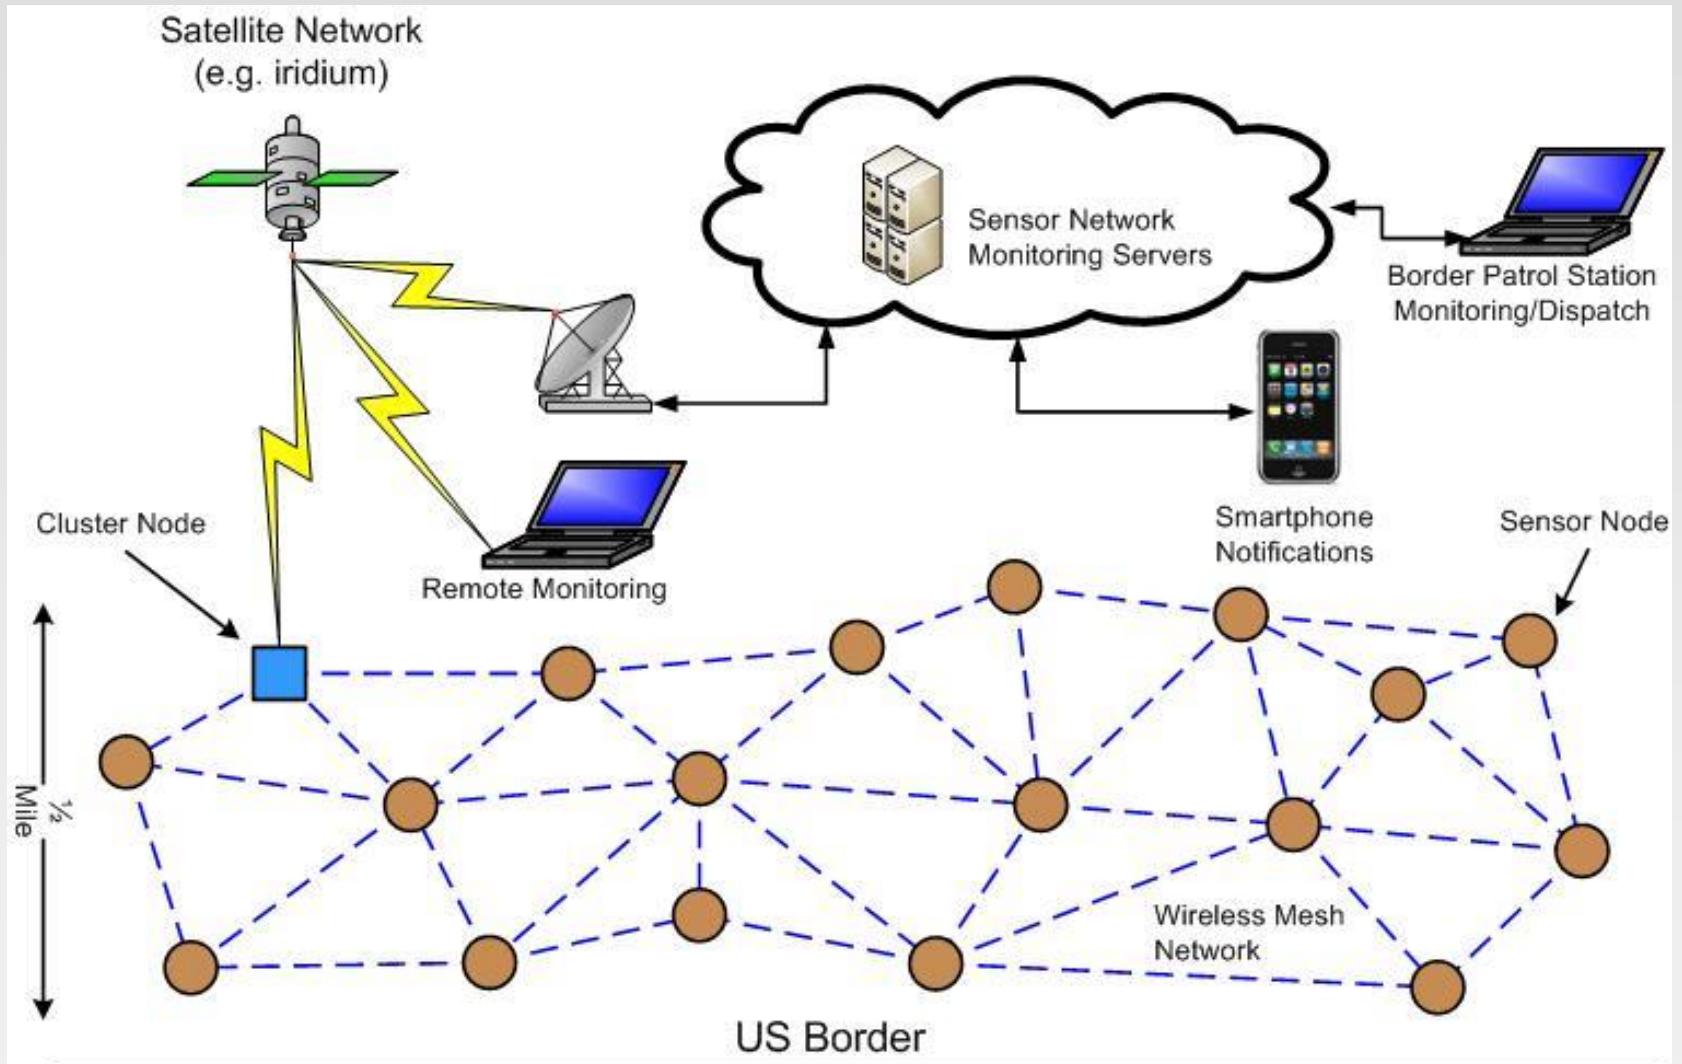 Satellite Network
(e.g. iridium)
Sensor Network
Monitoring Servers
Border Patrol Station
Monitoring/Dispatch
Cluster Node
Remote Monitoring
Smartphone
Notifications
Sensor Node
½
Mile
Wireless Mesh
Network
US Border